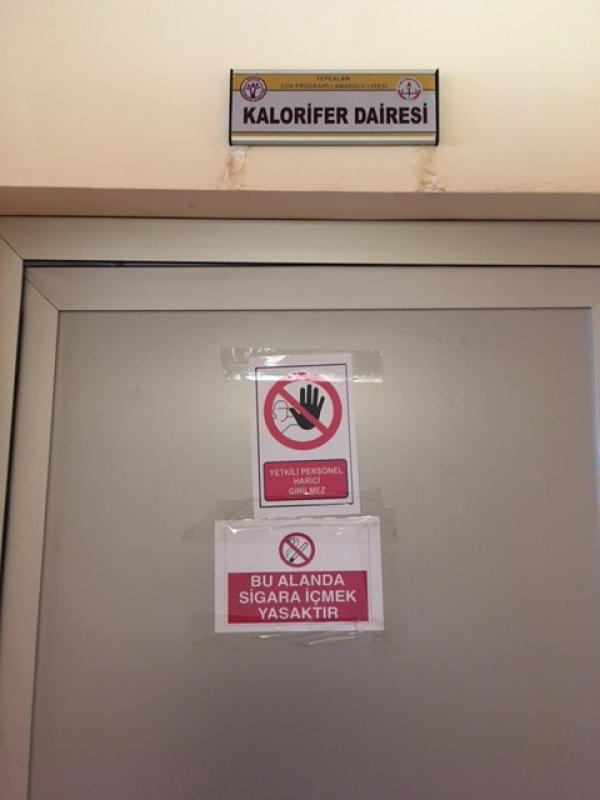 TEPEALAN
ÇOK PROGRAMLI ANADOLU LİSESİ
KALORİFER DAİRESİ
YETKİLİ PERSONEL
HARİCİ
GİRİLMEZ
BU ALANDA
SİGARA İÇMEK
YASAKTIR